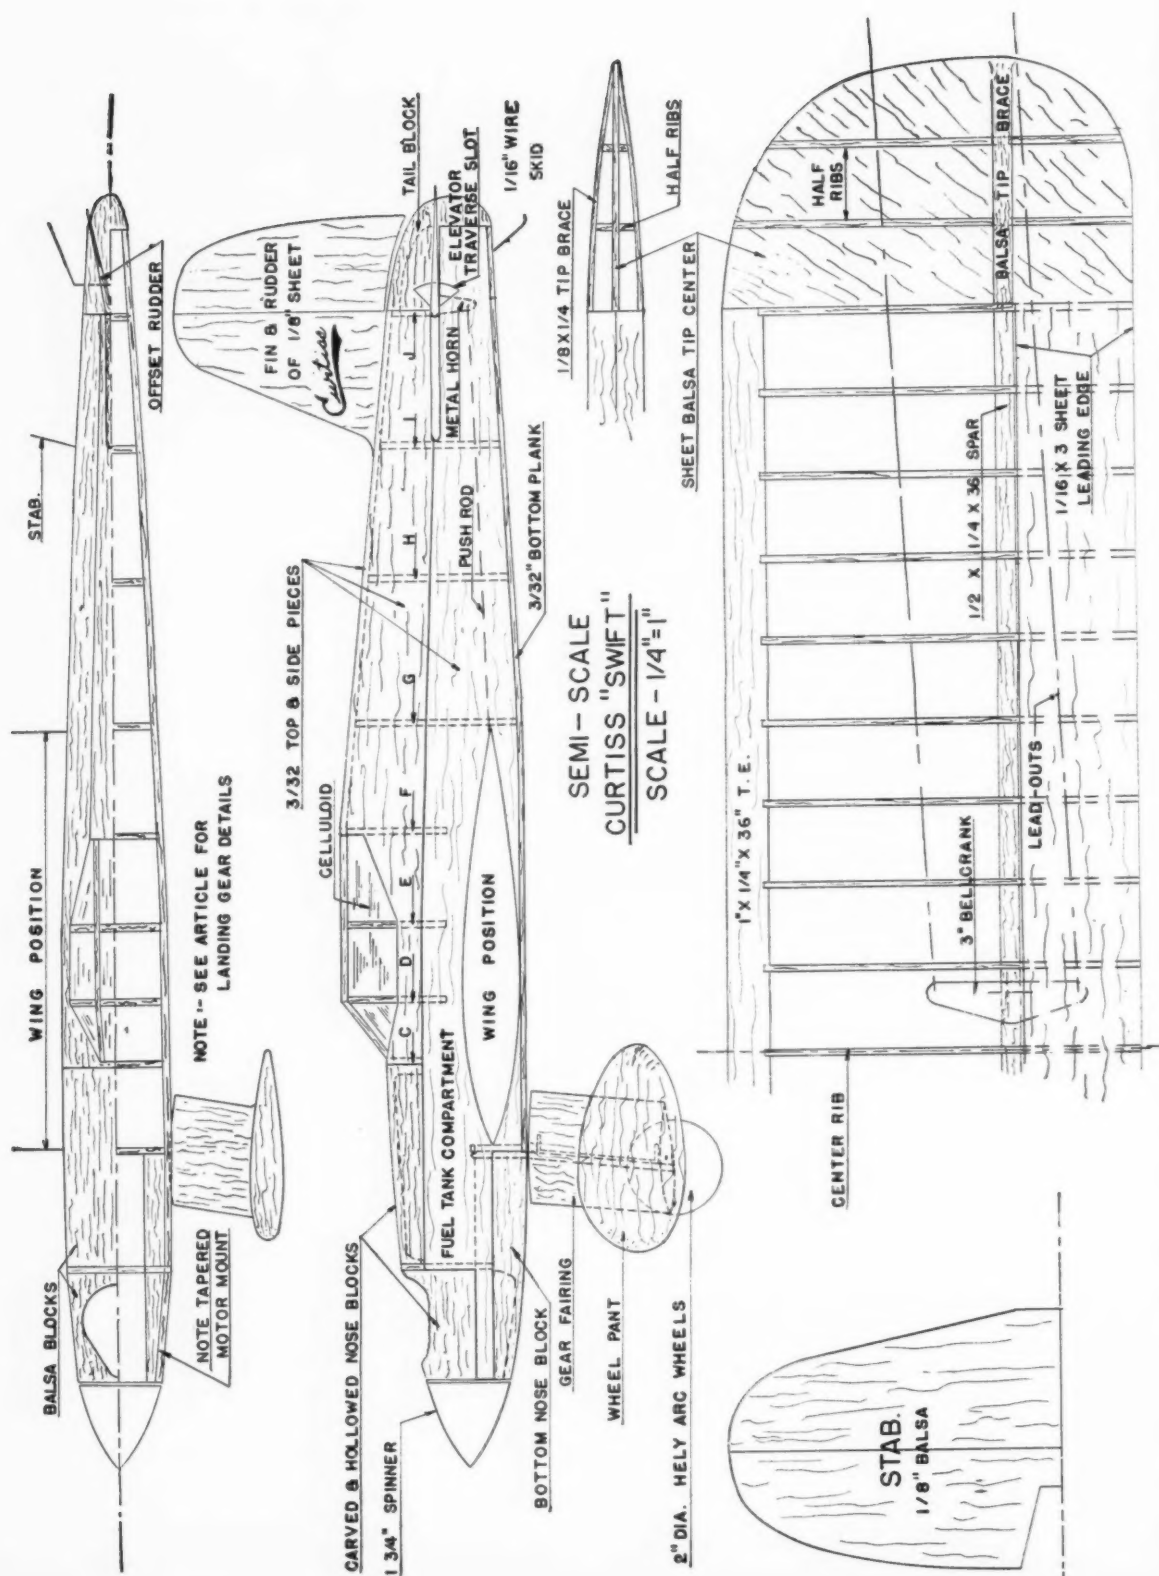 WING POSITION
STAB.
OFFSET RUDDER
BALSA BLOCKS
NOTE TAPERED
MOTOR MOUNT
NOTE:- SEE ARTICLE FOR
LANDING GEAR DETAILS
CARVED & HOLLOWED NOSE BLOCKS
1 3/4" SPINNER
3/32 TOP & SIDE PIECES
CELLULOID
FIN & RUDDER
OF 1/8" SHEET
Curtiss
TAIL BLOCK
ELEVATOR
TRAVERSE SLOT
1/16" WIRE
SKID
METAL HORN
PUSH ROD
3/32" BOTTOM PLANK
FUEL TANK COMPARTMENT
C D E F G H I J
WING POSITION
BOTTOM NOSE BLOCK
GEAR FAIRING
WHEEL PANT
2" DIA. HELY ARC WHEELS
SEMI-SCALE
CURTISS "SWIFT"
SCALE - 1/4"=1"
1/8 X 1/4 TIP BRACE
HALF RIBS
SHEET BALSA TIP CENTER
STAB.
1/8" BALSA
CENTER RIB
1" X 1/4" X 36" T.E.
3" BELLCRANK
LEAD-OUTS
1/2 X 1/4 X 36 SPAR
1/16 X 3 SHEET
LEADING EDGE
HALF
RIBS
BALSA TIP BRACE